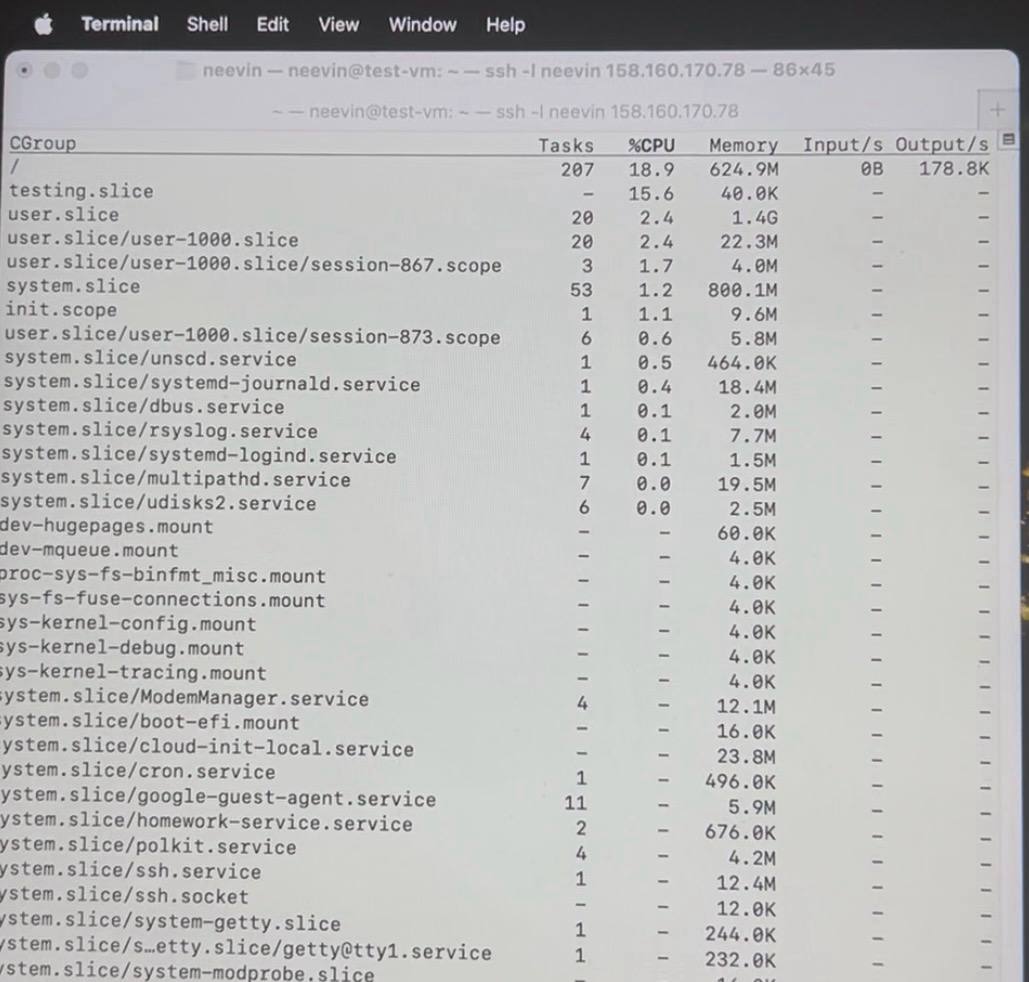 Terminal Shell Edit View Window Help
neevin — neevin@test-vm: ~ — ssh -l neevin 158.160.170.78 — 86×45
~ — neevin@test-vm: ~ — ssh -l neevin 158.160.170.78 +
CGroup Tasks %CPU Memory Input/s Output/s
/ 207 18.9 624.9M 0B 178.8K
testing.slice – 15.6 40.0K – –
user.slice 20 2.4 1.4G – –
user.slice/user-1000.slice 20 2.4 22.3M – –
user.slice/user-1000.slice/session-867.scope 3 1.7 4.0M – –
system.slice 53 1.2 800.1M – –
init.scope 1 1.1 9.6M – –
user.slice/user-1000.slice/session-873.scope 6 0.6 5.8M – –
system.slice/unscd.service 1 0.5 464.0K – –
system.slice/systemd-journald.service 1 0.4 18.4M – –
system.slice/dbus.service 1 0.1 2.0M – –
system.slice/rsyslog.service 4 0.1 7.7M – –
system.slice/systemd-logind.service 1 0.1 1.5M – –
system.slice/multipathd.service 7 0.0 19.5M – –
system.slice/udisks2.service 6 0.0 2.5M – –
dev-hugepages.mount – – 60.0K – –
dev-mqueue.mount – – 4.0K – –
proc-sys-fs-binfmt_misc.mount – – 4.0K – –
sys-fs-fuse-connections.mount – – 4.0K – –
sys-kernel-config.mount – – 4.0K – –
sys-kernel-debug.mount – – 4.0K – –
sys-kernel-tracing.mount – – 4.0K – –
system.slice/ModemManager.service 4 – 12.1M – –
ystem.slice/boot-efi.mount – – 16.0K – –
ystem.slice/cloud-init-local.service – – 23.8M – –
ystem.slice/cron.service 1 – 496.0K – –
ystem.slice/google-guest-agent.service 11 – 5.9M – –
ystem.slice/homework-service.service 2 – 676.0K – –
ystem.slice/polkit.service 4 – 4.2M – –
ystem.slice/ssh.service 1 – 12.4M – –
ystem.slice/ssh.socket – – 12.0K – –
ystem.slice/system-getty.slice 1 – 244.0K – –
ystem.slice/s…etty.slice/getty@tty1.service 1 – 232.0K – –
ystem.slice/system-modprobe.slice